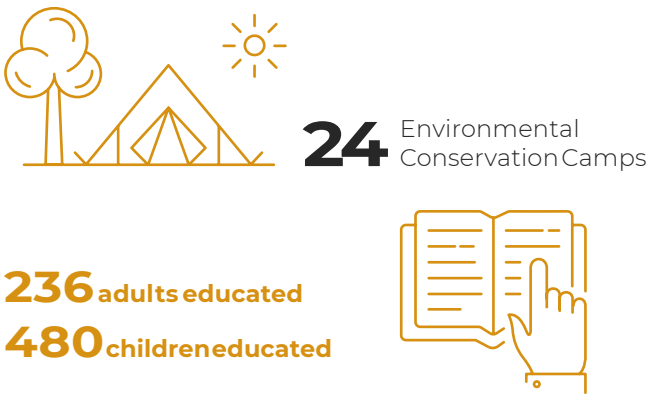 24 Environmental
Conservation Camps
236 adults educated
480 children educated